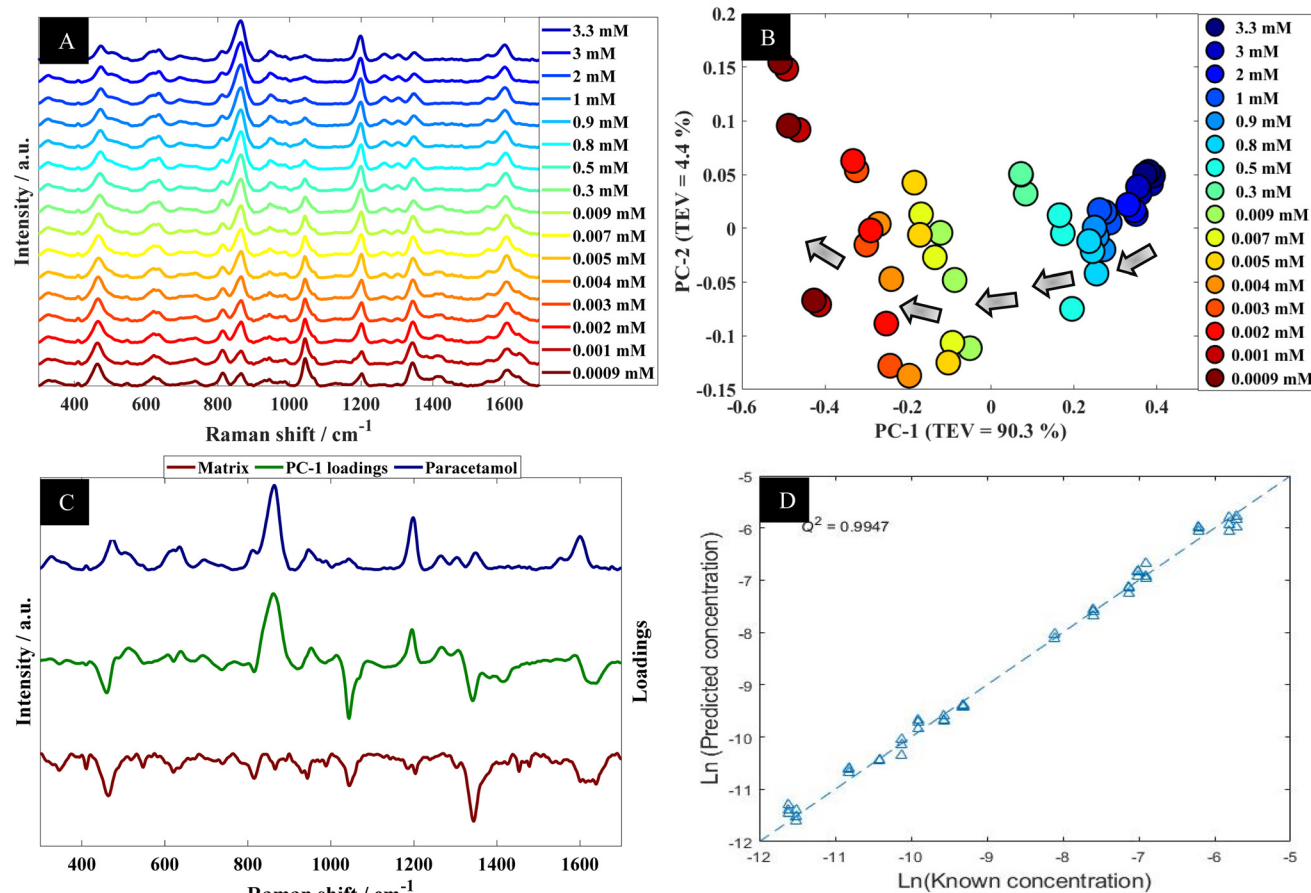 A
Intensity / a.u.
400 600 800 1000 1200 1400 1600
Raman shift / cm-1
3.3 mM
3 mM
2 mM
1 mM
0.9 mM
0.8 mM
0.5 mM
0.3 mM
0.009 mM
0.007 mM
0.005 mM
0.004 mM
0.003 mM
0.002 mM
0.001 mM
0.0009 mM
B
PC-2 (TEV = 4.4 %)
0.2
0.15
0.1
0.05
0
-0.05
-0.1
-0.15
-0.6 -0.4 -0.2 0 0.2 0.4
PC-1 (TEV = 90.3 %)
3.3 mM
3 mM
2 mM
1 mM
0.9 mM
0.8 mM
0.5 mM
0.3 mM
0.009 mM
0.007 mM
0.005 mM
0.004 mM
0.003 mM
0.002 mM
0.001 mM
0.0009 mM
Matrix PC-1 loadings Paracetamol
C
Intensity / a.u.
Loadings
400 600 800 1000 1200 1400 1600
Raman shift / cm-1
D
Q2 = 0.9947
Ln(Predicted concentration)
-5
-6
-7
-8
-9
-10
-11
-12
-12 -11 -10 -9 -8 -7 -6 -5
Ln(Known concentration)